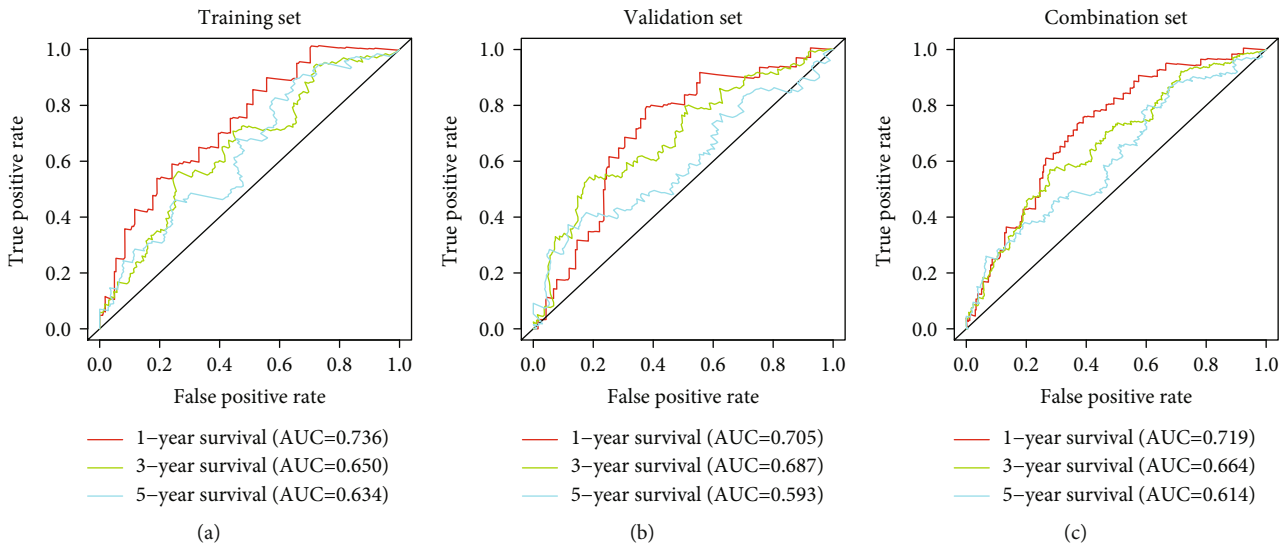 Training set
1.0
0.8
0.6
0.4
0.2
0.0
True positive rate
0.0 0.2 0.4 0.6 0.8 1.0
False positive rate
1−year survival (AUC=0.736)
3−year survival (AUC=0.650)
5−year survival (AUC=0.634)
(a)
Validation set
1.0
0.8
0.6
0.4
0.2
0.0
True positive rate
0.0 0.2 0.4 0.6 0.8 1.0
False positive rate
1−year survival (AUC=0.705)
3−year survival (AUC=0.687)
5−year survival (AUC=0.593)
(b)
Combination set
1.0
0.8
0.6
0.4
0.2
0.0
True positive rate
0.0 0.2 0.4 0.6 0.8 1.0
False positive rate
1−year survival (AUC=0.719)
3−year survival (AUC=0.664)
5−year survival (AUC=0.614)
(c)